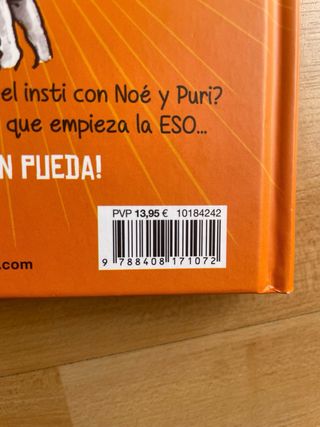 el insti con Noé y Puri?
que empieza la ESO...
N PUEDA!
PVP 13,95 € 10184242
.com
9 788408 171072